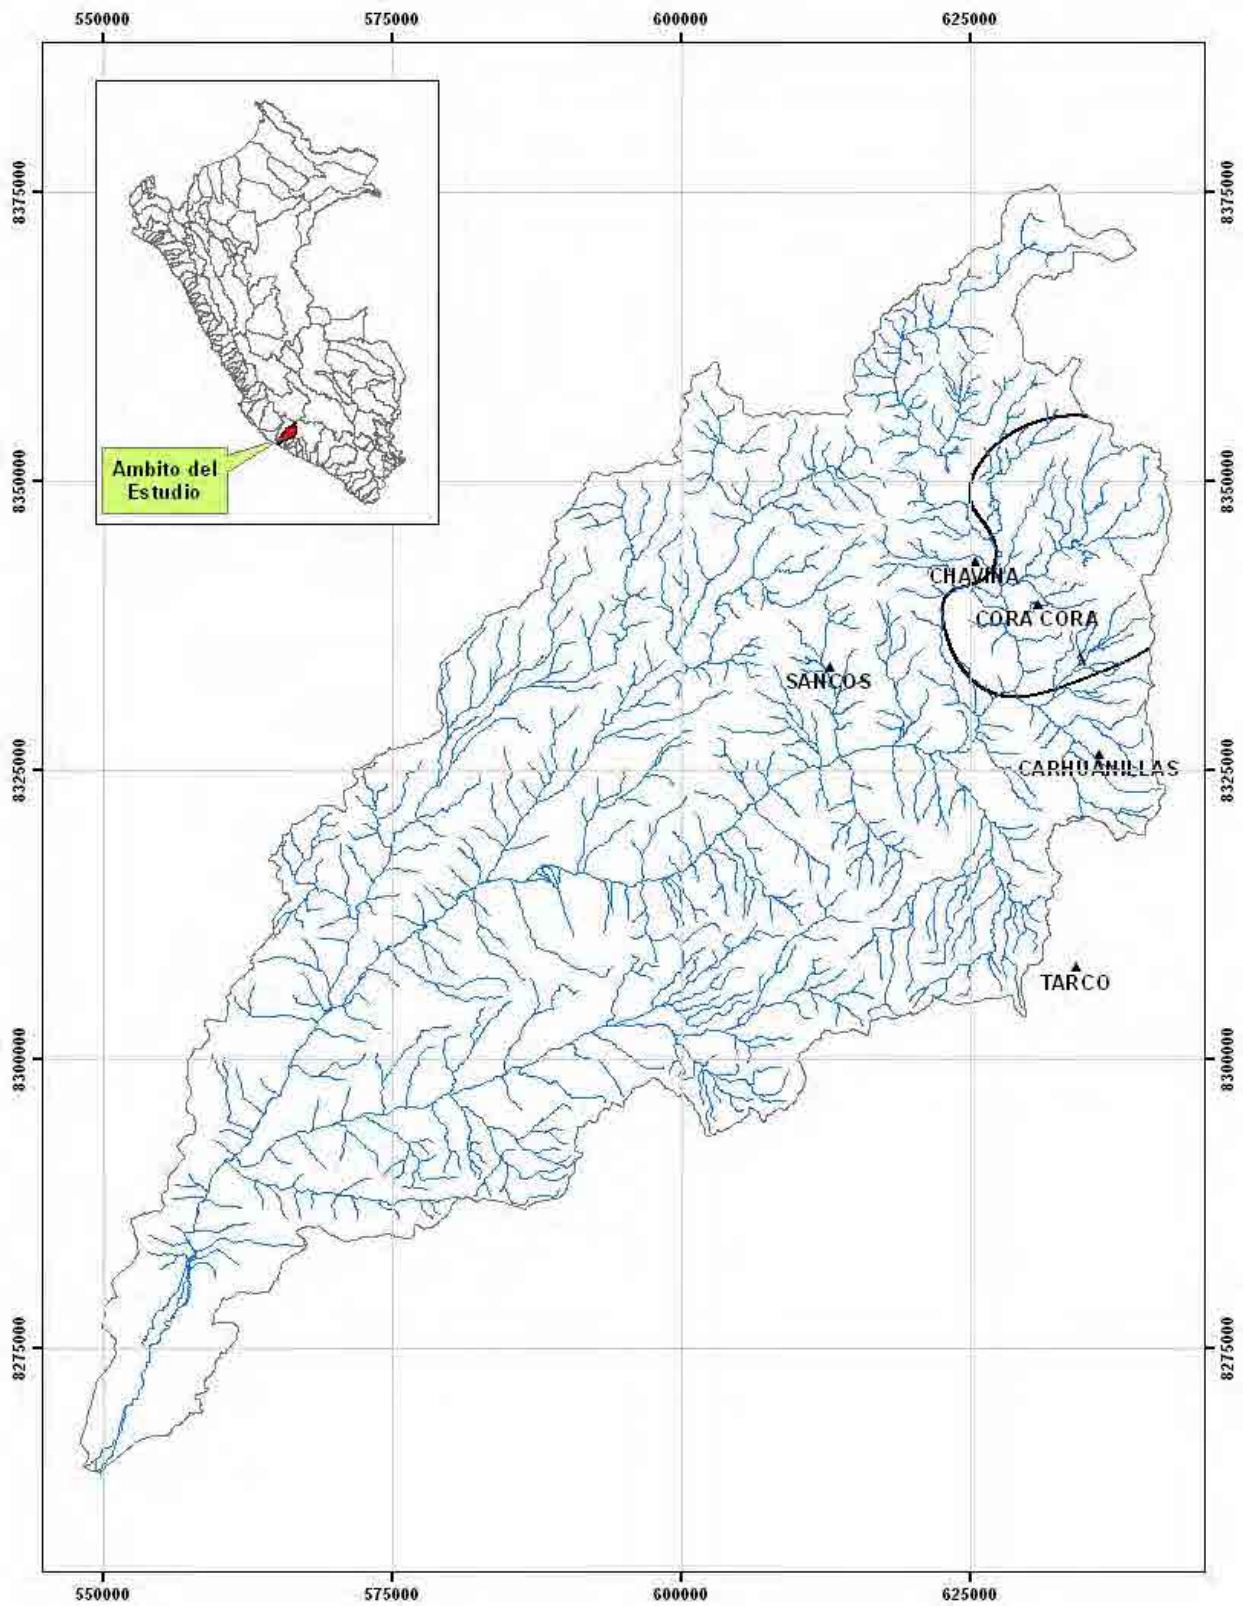 550000 575000 600000 625000
8375000 8375000
Ambito del
Estudio
8350000 8350000
CHAVIÑA
CORA CORA
SANCOS
8325000 8325000
CARHUANILLAS
TARCO
8300000 8300000
8275000 8275000
550000 575000 600000 625000